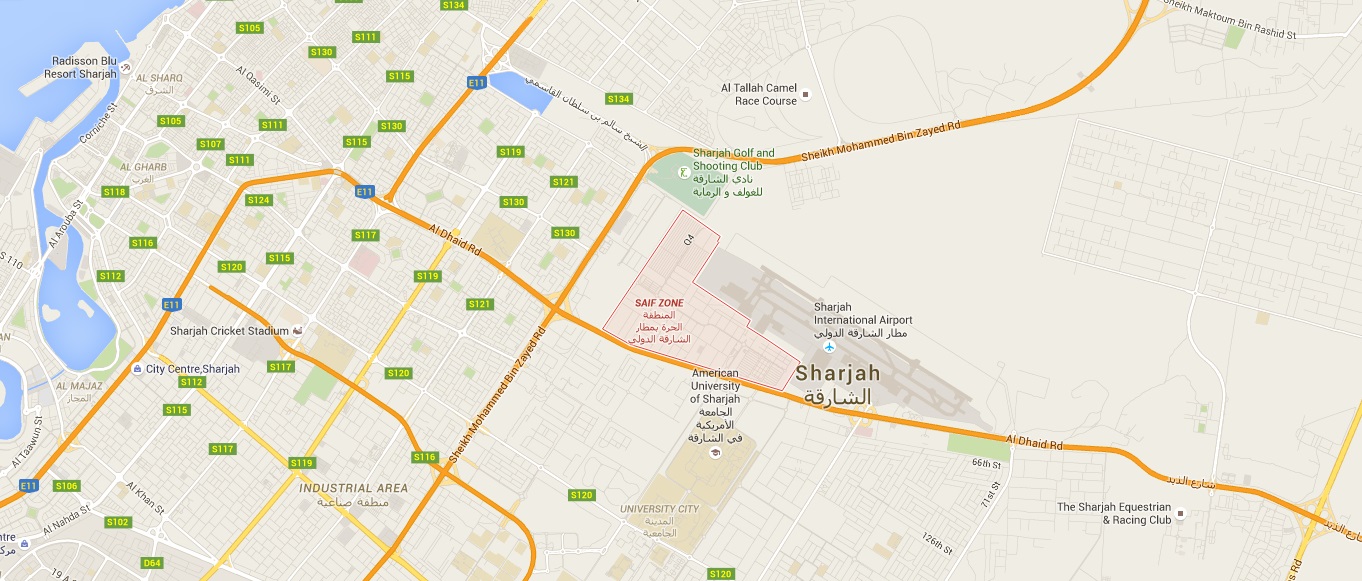 S134
Sheikh Maktoum Bin Rashid St
S105
S111
S130
Radisson Blu
Resort Sharjah
AL SHARQ
الشرق
Al Qasimi St
S115
E11
الشيخ سالم بن سلطان القاسمي
S134
Al Tallah Camel
Race Course
Corniche St
S105
S111
S130
S107
S115
S111
S119
Sheikh Mohammed Bin Zayed Rd
Sharjah Golf and
Shooting Club
نادي الشارقة
للغولف و الرماية
AL GHARB
الغرب
S118
E11
S124
S121
S130
Al Arouba St
S116
S117
Al Dhaid Rd
S130
Q4
S110
S112
S120
S115
S119
S121
E11
SAIF ZONE
المنطقة
الحرة بمطار
الشارقة الدولي
Sharjah
International Airport
مطار الشارقة الدولي
Sharjah Cricket Stadium
City Centre,Sharjah
S112
S117
S120
Sheikh Mohammed Bin Zayed Rd
American
University
of Sharjah
الجامعة
الأمريكية
في الشارقة
Sharjah
الشارقة
AL MAJAZ
المجاز
S115
Al Taawun St
S117
S119
S116
Al Dhaid Rd
66th St
شارع الذيد
E11
S106
Al Khan St
INDUSTRIAL AREA
منطقة صناعية
S120
71st St
Al Nahda St
S102
UNIVERSITY CITY
المدينة
الجامعية
The Sharjah Equestrian
& Racing Club
126th St
D64
19 A
S120